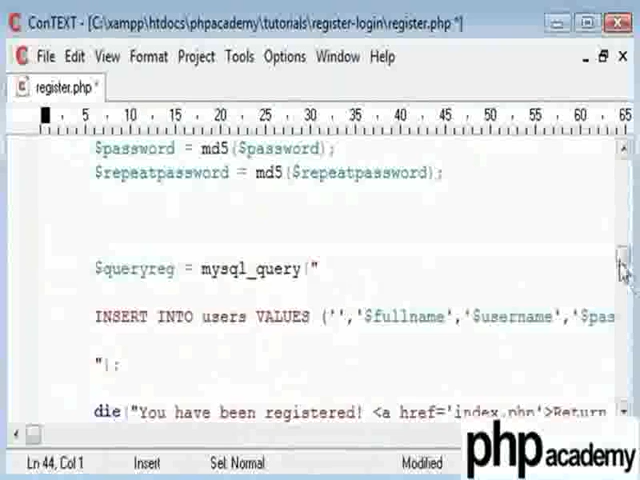 ConTEXT - [C:\xampp\htdocs\phpacademy\tutorials\register-login\register.php *]
File Edit View Format Project Tools Options Window Help
register.php *
5 10 15 20 25 30 35 40 45 50 55 60 65
$password = md5($password);
$repeatpassword = md5($repeatpassword);
$queryreg = mysql_query("
INSERT INTO users VALUES ('','$fullname','$username','$pas
");
die("You have been registered! <a href='index.php'>Return
Ln 44, Col 1 Insert Sel: Normal Modified
php academy